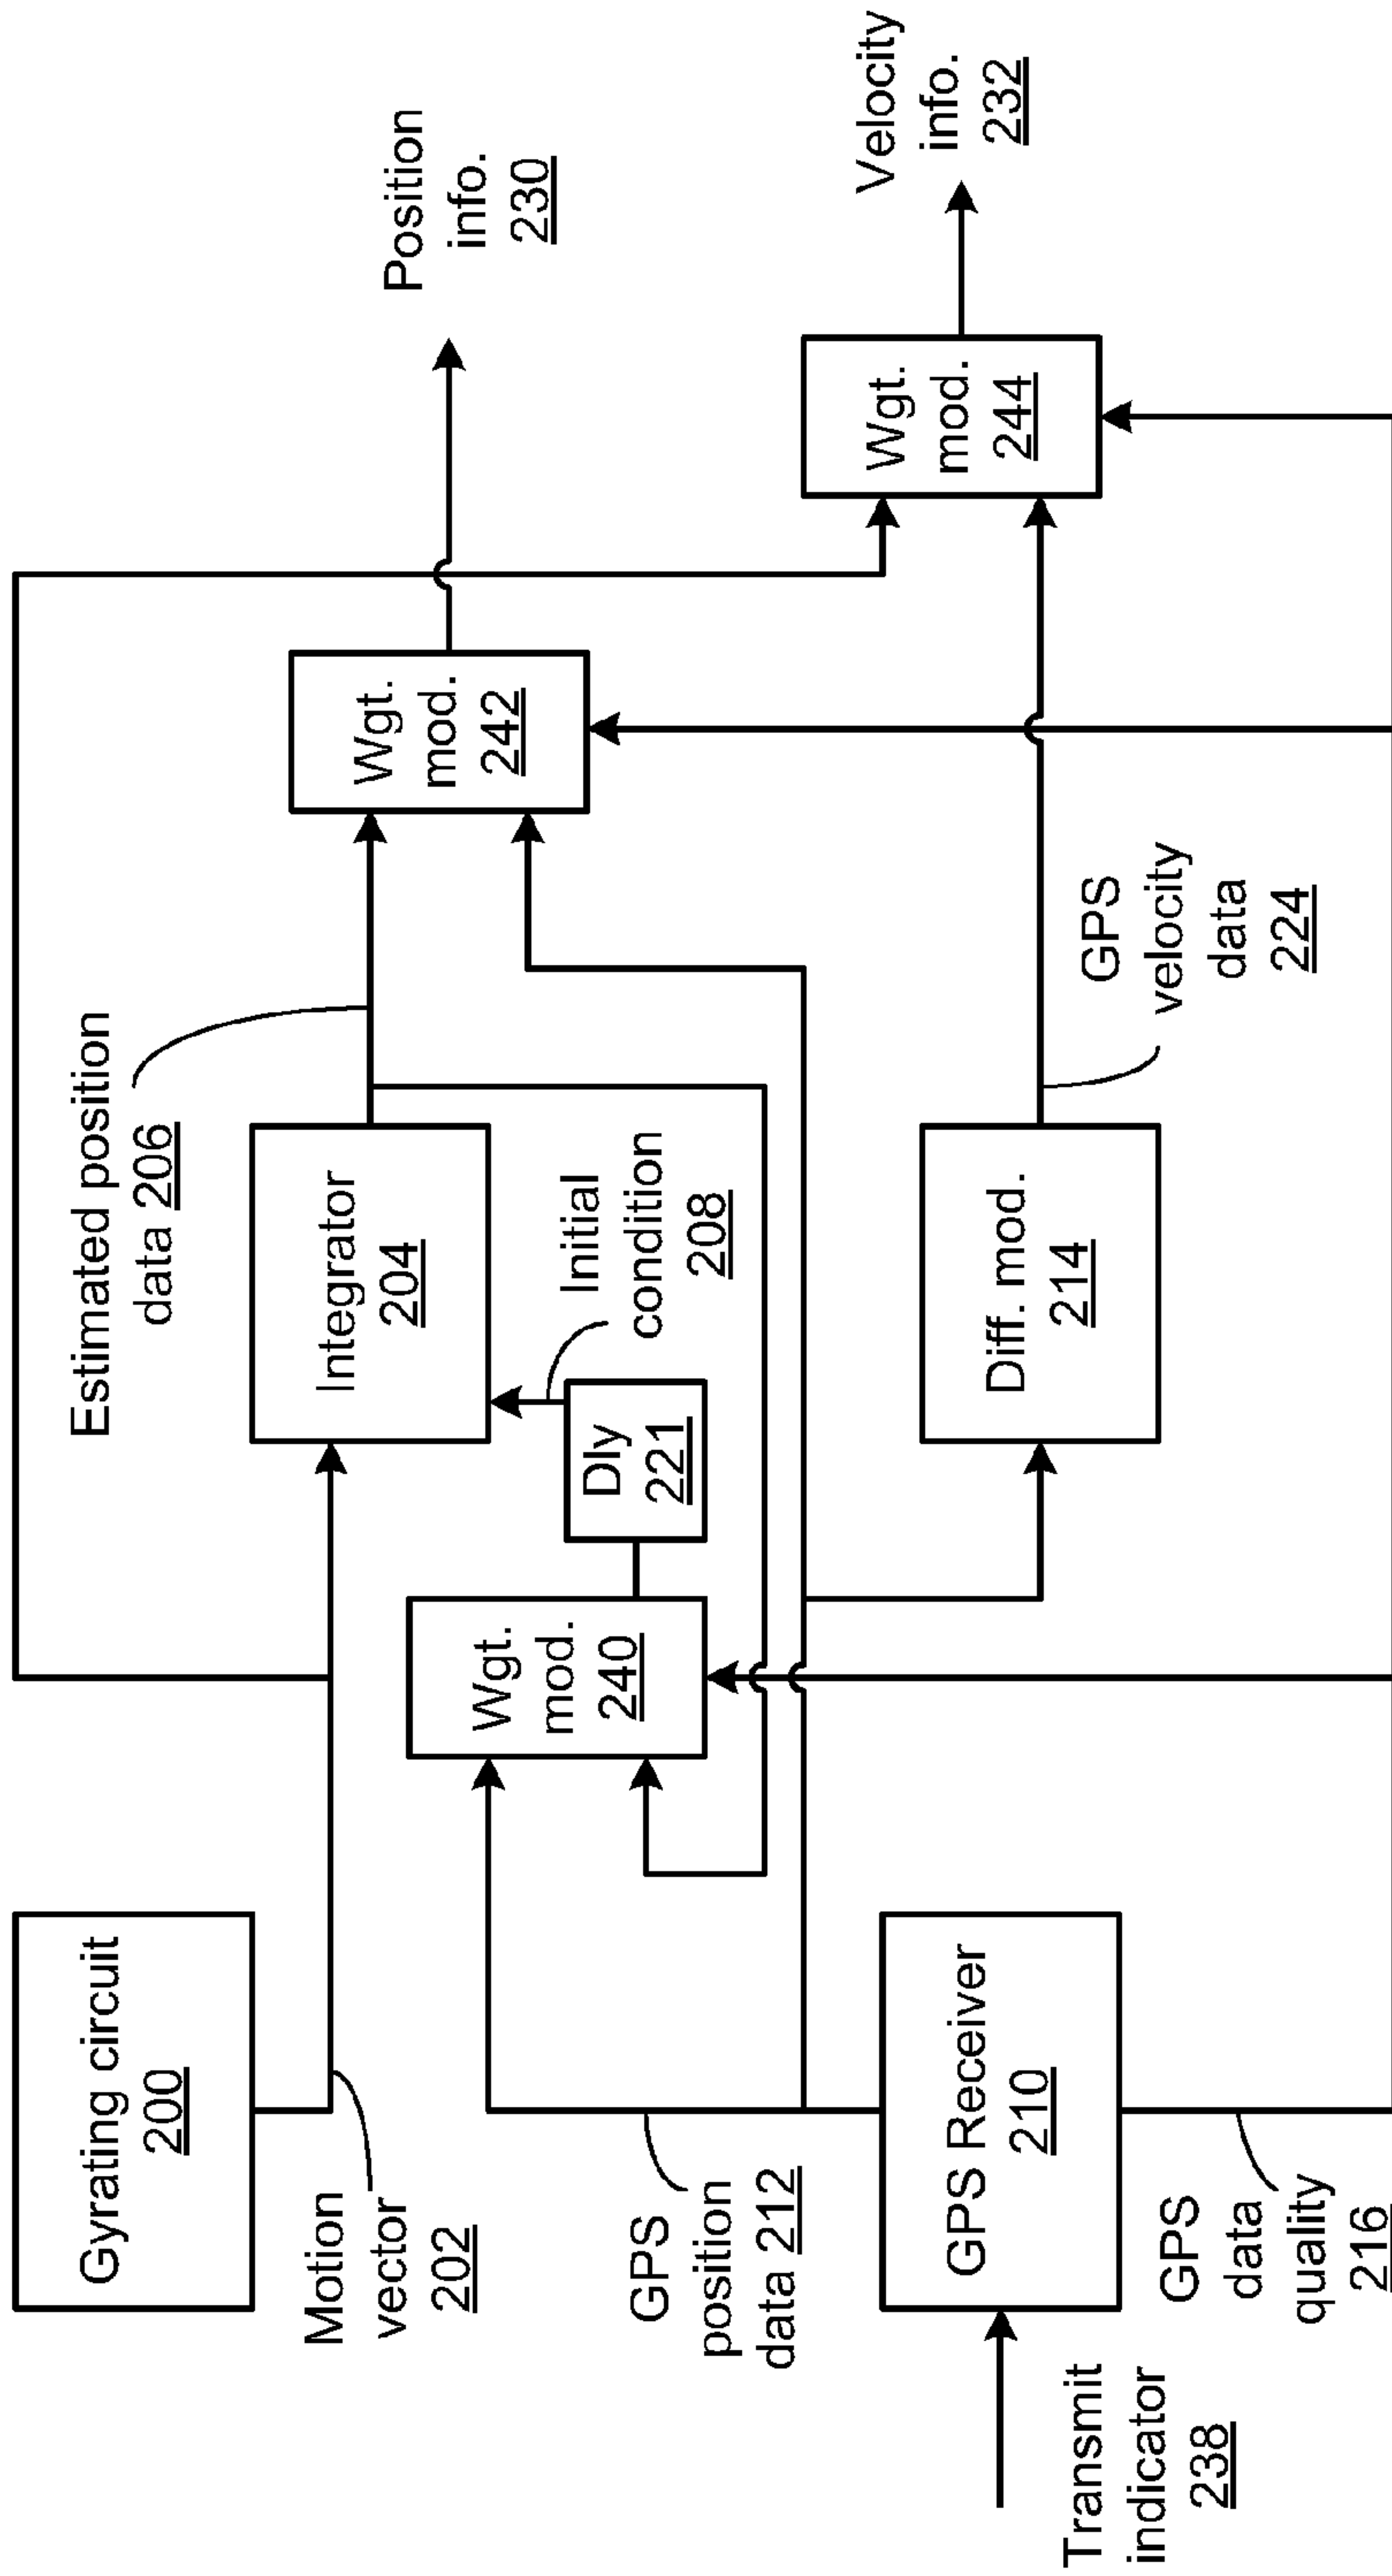 Gyrating circuit
200
Motion
vector
202
Estimated position
data 206
Integrator
204
Initial
condition
208
Dly
221
Wgt.
mod.
240
Wgt.
mod.
242
Position
info.
230
GPS
position
data 212
GPS Receiver
210
Transmit
indicator
238
GPS
data
quality
216
Diff. mod.
214
GPS
velocity
data
224
Wgt.
mod.
244
Velocity
info.
232